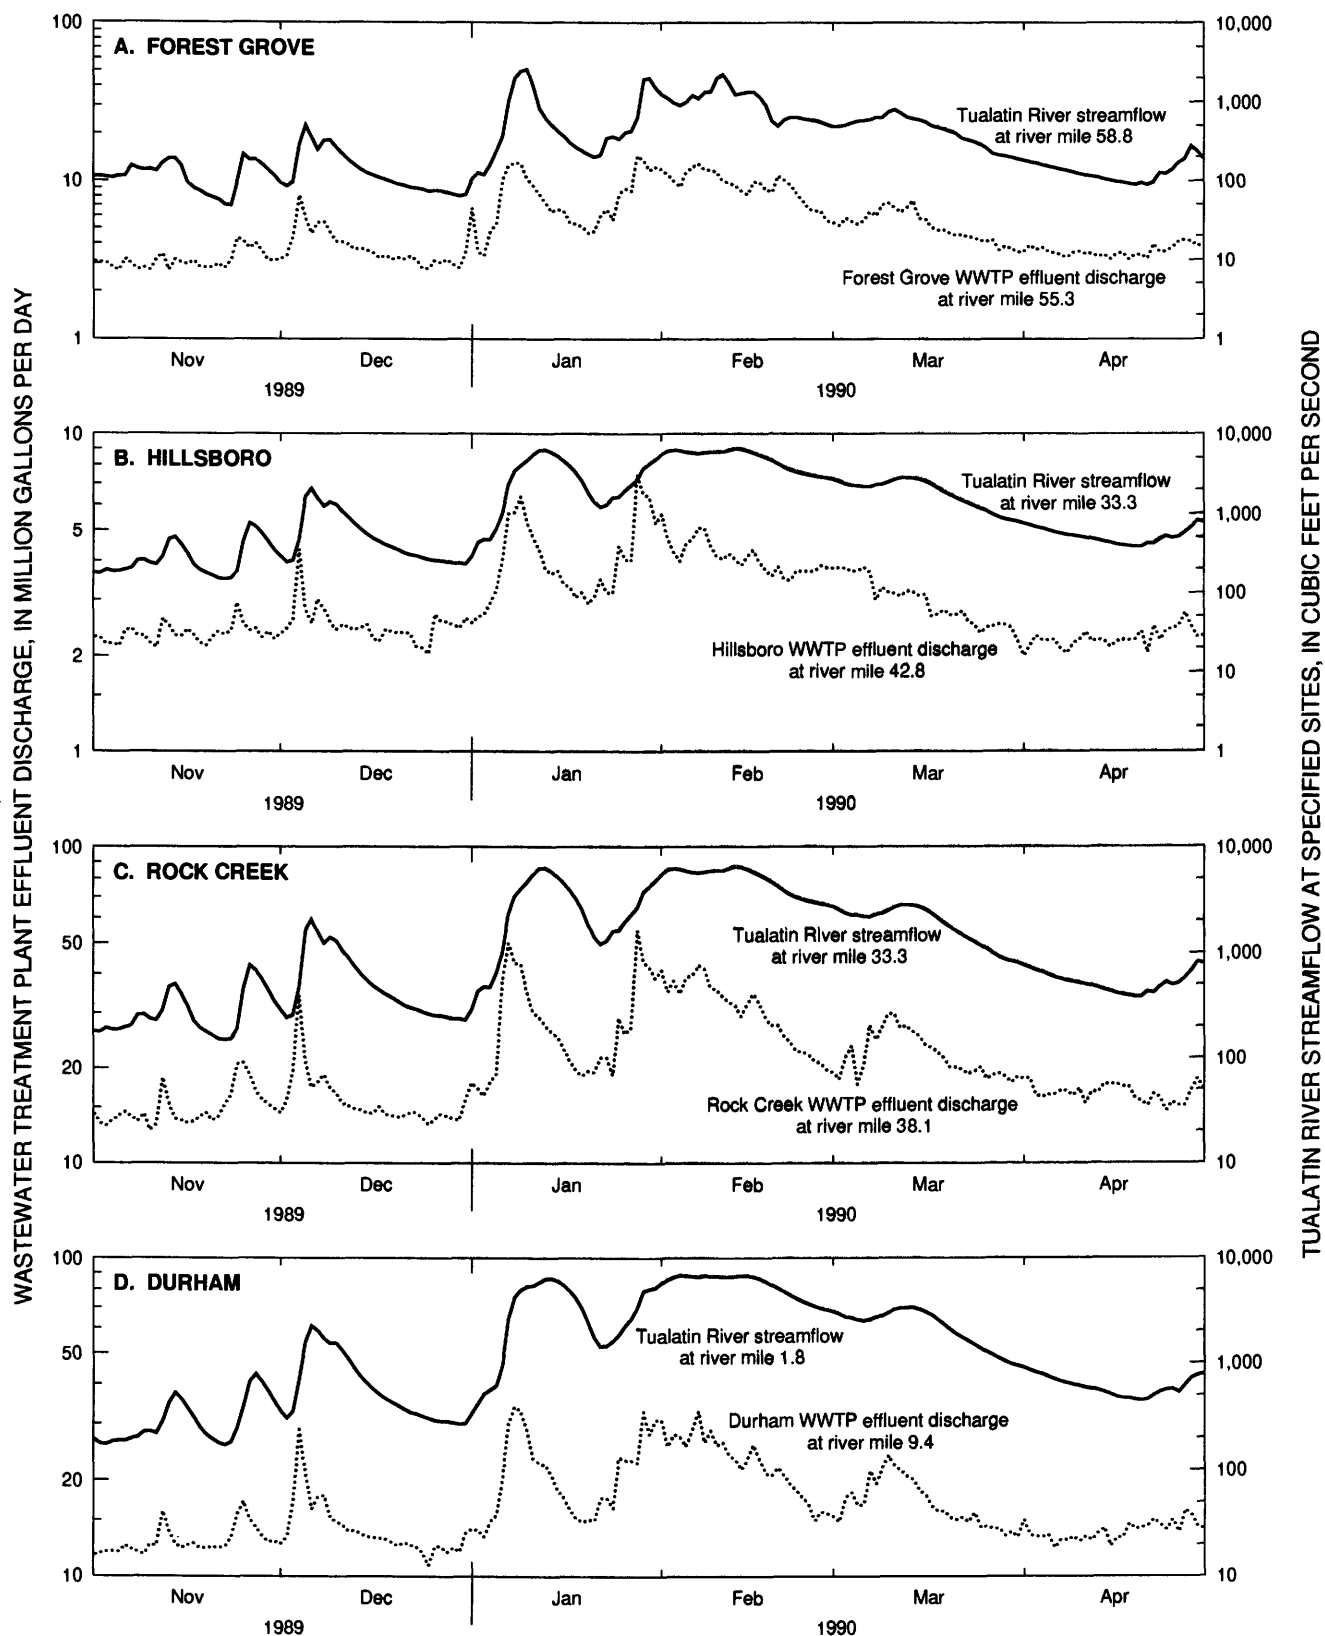 WASTEWATER TREATMENT PLANT EFFLUENT DISCHARGE, IN MILLION GALLONS PER DAY
TUALATIN RIVER STREAMFLOW AT SPECIFIED SITES, IN CUBIC FEET PER SECOND
A. FOREST GROVE
100
10
1
10,000
1,000
100
10
1
Tualatin River streamflow
at river mile 58.8
Forest Grove WWTP effluent discharge
at river mile 55.3
Nov Dec Jan Feb Mar Apr
1989 1990
B. HILLSBORO
10
5
2
1
10,000
1,000
100
10
1
Tualatin River streamflow
at river mile 33.3
Hillsboro WWTP effluent discharge
at river mile 42.8
Nov Dec Jan Feb Mar Apr
1989 1990
C. ROCK CREEK
100
50
20
10
10,000
1,000
100
10
Tualatin River streamflow
at river mile 33.3
Rock Creek WWTP effluent discharge
at river mile 38.1
Nov Dec Jan Feb Mar Apr
1989 1990
D. DURHAM
100
50
20
10
10,000
1,000
100
10
Tualatin River streamflow
at river mile 1.8
Durham WWTP effluent discharge
at river mile 9.4
Nov Dec Jan Feb Mar Apr
1989 1990